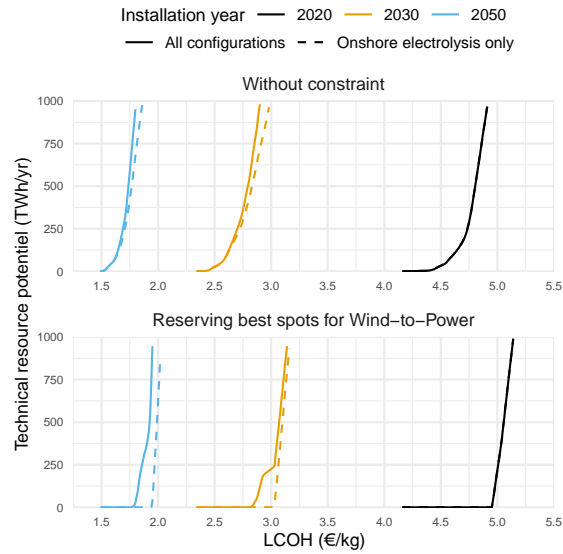 Installation year 2020 2030 2050
All configurations Onshore electrolysis only
Without constraint
1000
750
500
250
0
1.5 2.0 2.5 3.0 3.5 4.0 4.5 5.0 5.5
Technical resource potentiel (TWh/yr)
Reserving best spots for Wind−to−Power
1000
750
500
250
0
1.5 2.0 2.5 3.0 3.5 4.0 4.5 5.0 5.5
LCOH (€/kg)